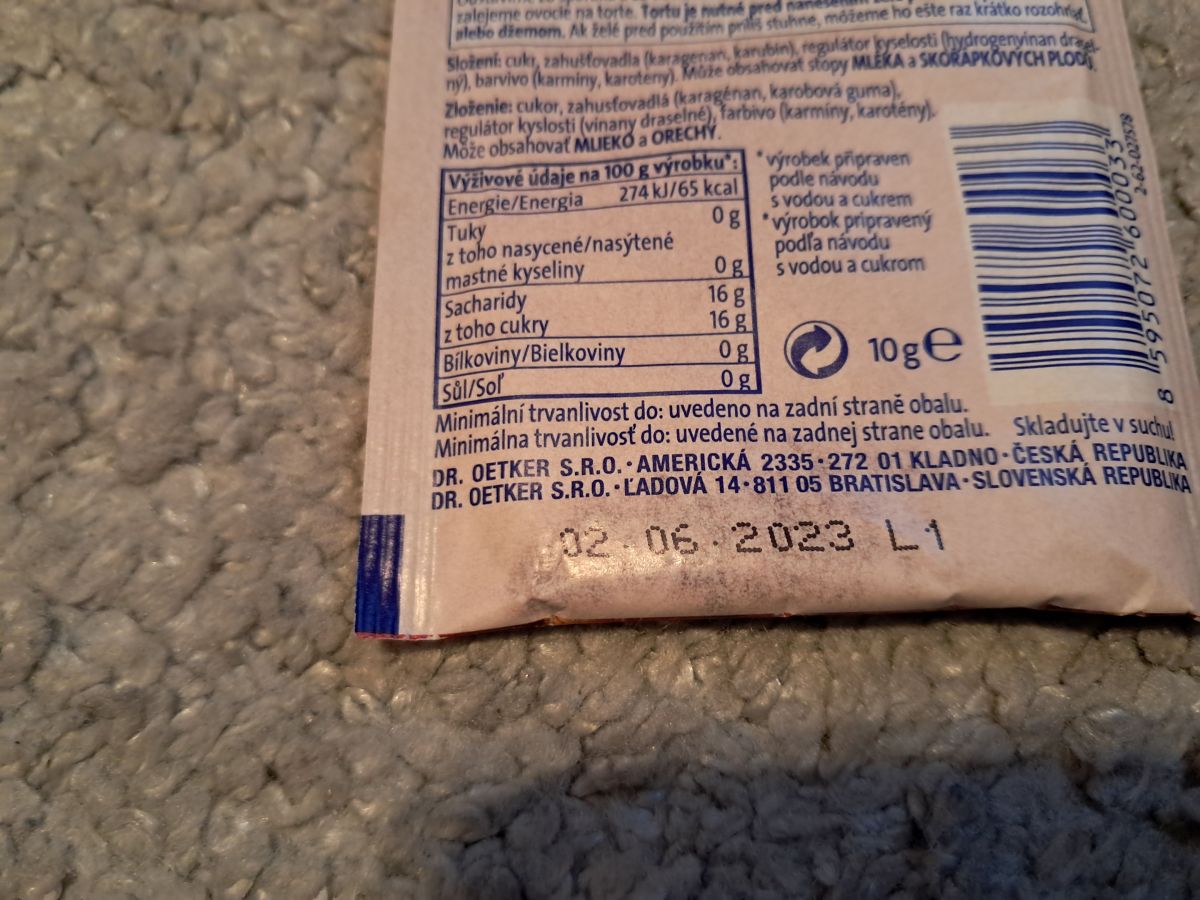 zalejeme ovocie na torte. Tortu je nutné pred
alebo džemom. Ak želé pred použitím príliš stuhne, môžeme ho ešte raz krátko rozohriať.
Složení: cukr, zahušťovadla (karagenan, karubin), regulátor kyselosti (hydrogenvinan drasel-
ný), barvivo (karmíny, karoteny). Může obsahovat stopy MLÉKA a SKOŘÁPKOVÝCH PLODŮ.
Zloženie: cukor, zahusťovadlá (karagénan, karobová guma),
regulátor kyslosti (vínany draselné), farbivo (karmíny, karotény).
Môže obsahovať MLIEKO a ORECHY.
Výživové údaje na 100 g výrobku*:
Energie/Energia 274 kJ/65 kcal
Tuky 0 g
z toho nasycené/nasýtené
mastné kyseliny 0 g
Sacharidy 16 g
z toho cukry 16 g
Bílkoviny/Bielkoviny 0 g
Sůl/Soľ 0 g
*výrobek připraven
podle návodu
s vodou a cukrem
*výrobok pripravený
podľa návodu
s vodou a cukrom
10 g e
8 595072 600033
2-62-027578
Minimální trvanlivost do: uvedeno na zadní straně obalu.
Minimálna trvanlivosť do: uvedené na zadnej strane obalu. Skladujte v suchu!
DR. OETKER S.R.O. · AMERICKÁ 2335 · 272 01 KLADNO · ČESKÁ REPUBLIKA
DR. OETKER S.R.O. · ĽADOVÁ 14 · 811 05 BRATISLAVA · SLOVENSKÁ REPUBLIKA
02.06.2023 L1